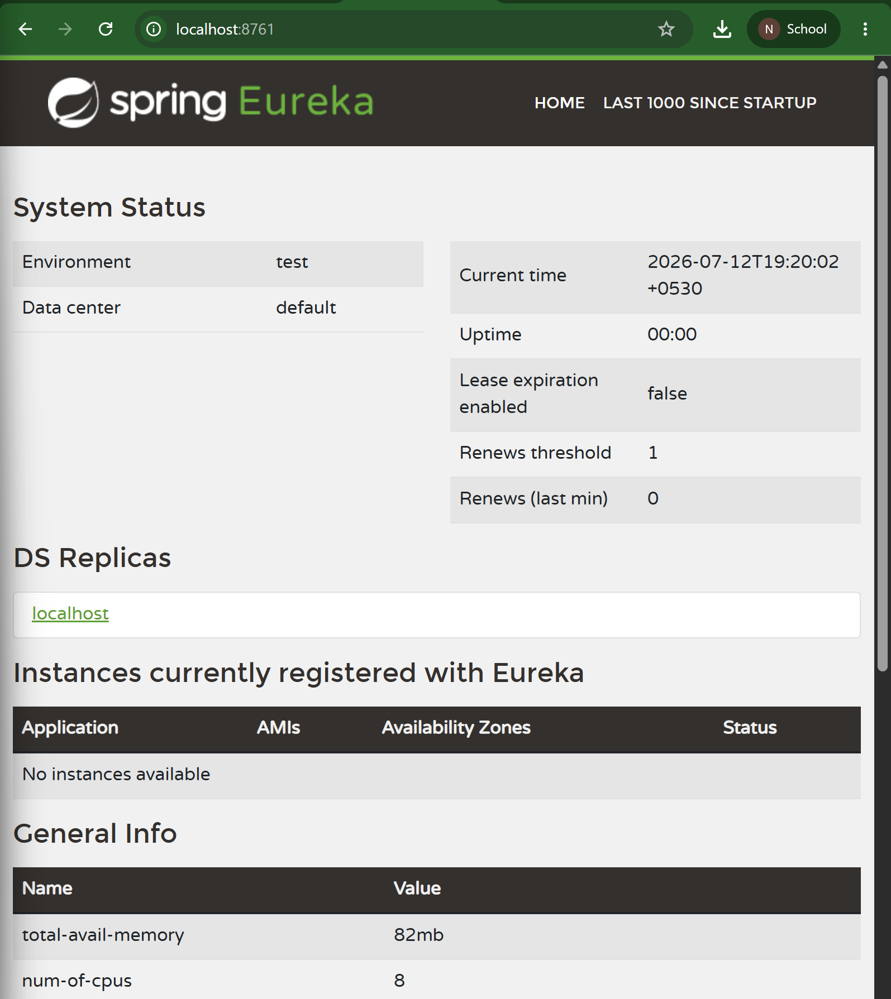 localhost:8761
N School
spring Eureka
HOME LAST 1000 SINCE STARTUP
System Status
Environment test
Data center default
Current time 2026-07-12T19:20:02
+0530
Uptime 00:00
Lease expiration
enabled false
Renews threshold 1
Renews (last min) 0
DS Replicas
localhost
Instances currently registered with Eureka
Application AMIs Availability Zones Status
No instances available
General Info
Name Value
total-avail-memory 82mb
num-of-cpus 8